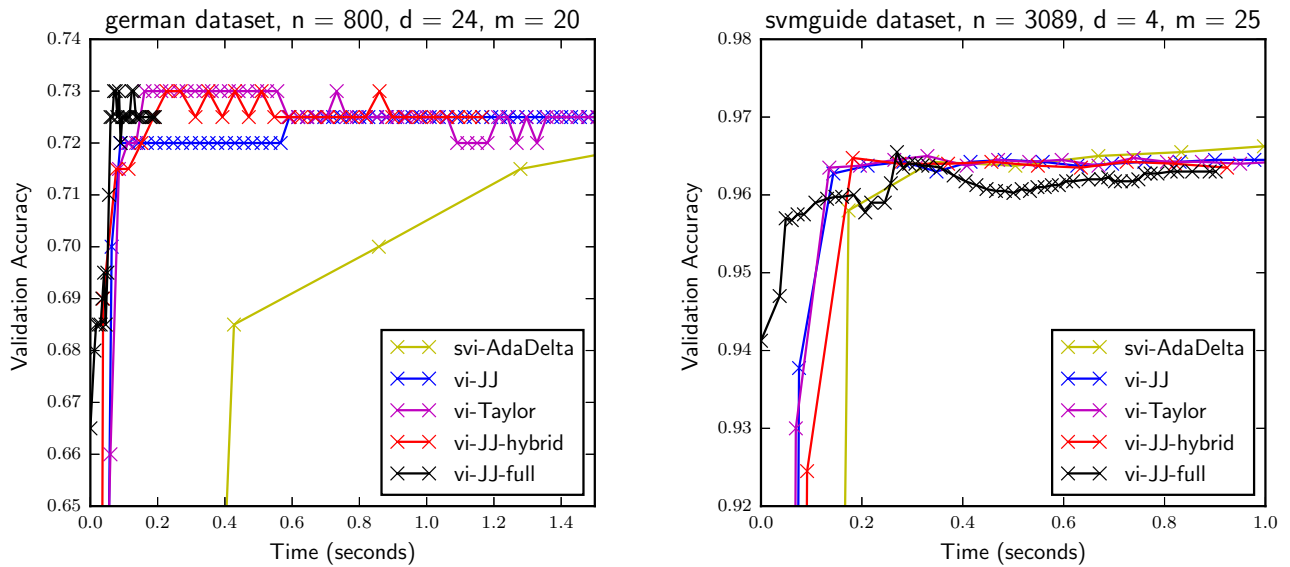 german dataset, n = 800, d = 24, m = 20
0.74
0.73
0.72
0.71
0.70
0.69
0.68
0.67
0.66
0.65
Validation Accuracy
svi-AdaDelta
vi-JJ
vi-Taylor
vi-JJ-hybrid
vi-JJ-full
0.0 0.2 0.4 0.6 0.8 1.0 1.2 1.4
Time (seconds)
svmguide dataset, n = 3089, d = 4, m = 25
0.98
0.97
0.96
0.95
0.94
0.93
0.92
Validation Accuracy
svi-AdaDelta
vi-JJ
vi-Taylor
vi-JJ-hybrid
vi-JJ-full
0.0 0.2 0.4 0.6 0.8 1.0
Time (seconds)